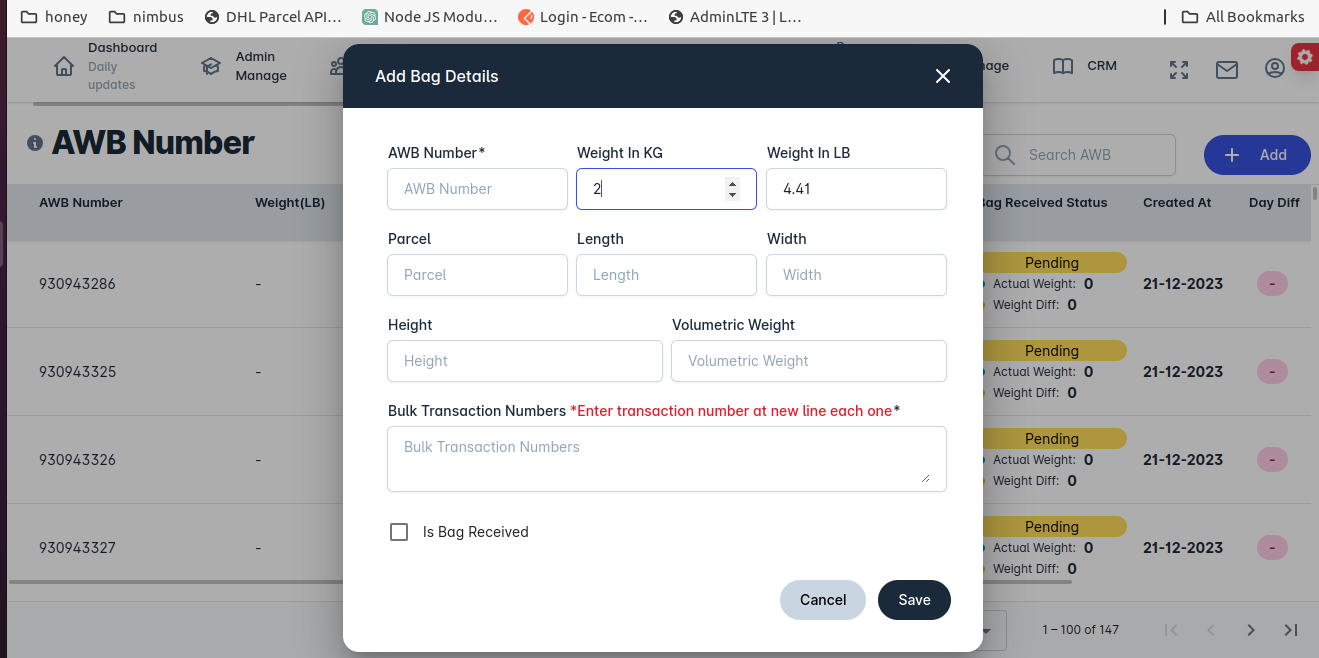 honey nimbus DHL Parcel API... Node JS Modu... Login - Ecom -... AdminLTE 3 | L... All Bookmarks
Dashboard
Daily
updates
Admin
Manage
CRM
Add Bag Details
AWB Number
Search AWB
Add
AWB Number* Weight In KG Weight In LB
AWB Number 2 4.41
Parcel Length Width
Parcel Length Width
Height Volumetric Weight
Height Volumetric Weight
Bulk Transaction Numbers *Enter transaction number at new line each one*
Bulk Transaction Numbers
Is Bag Received
Cancel Save
AWB Number Weight(LB) Bag Received Status Created At Day Diff
930943286 - Pending 21-12-2023 -
Actual Weight: 0
Weight Diff: 0
930943325 - Pending 21-12-2023 -
Actual Weight: 0
Weight Diff: 0
930943326 - Pending 21-12-2023 -
Actual Weight: 0
Weight Diff: 0
930943327 - Pending 21-12-2023 -
Actual Weight: 0
Weight Diff: 0
1 – 100 of 147